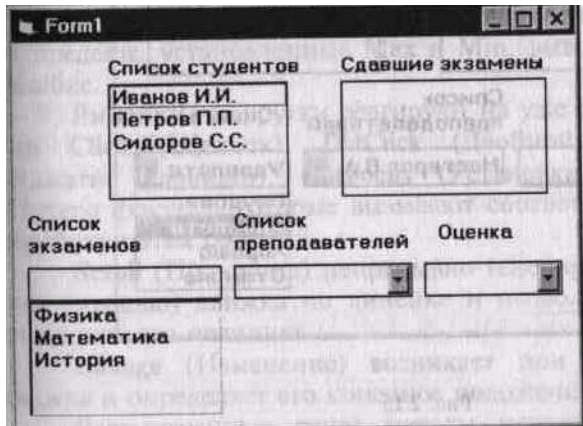 Form1
Список студентов
Сдавшие экзамены
Иванов И.И.
Петров П.П.
Сидоров С.С.
Список экзаменов
Список преподавателей
Оценка
Физика
Математика
История